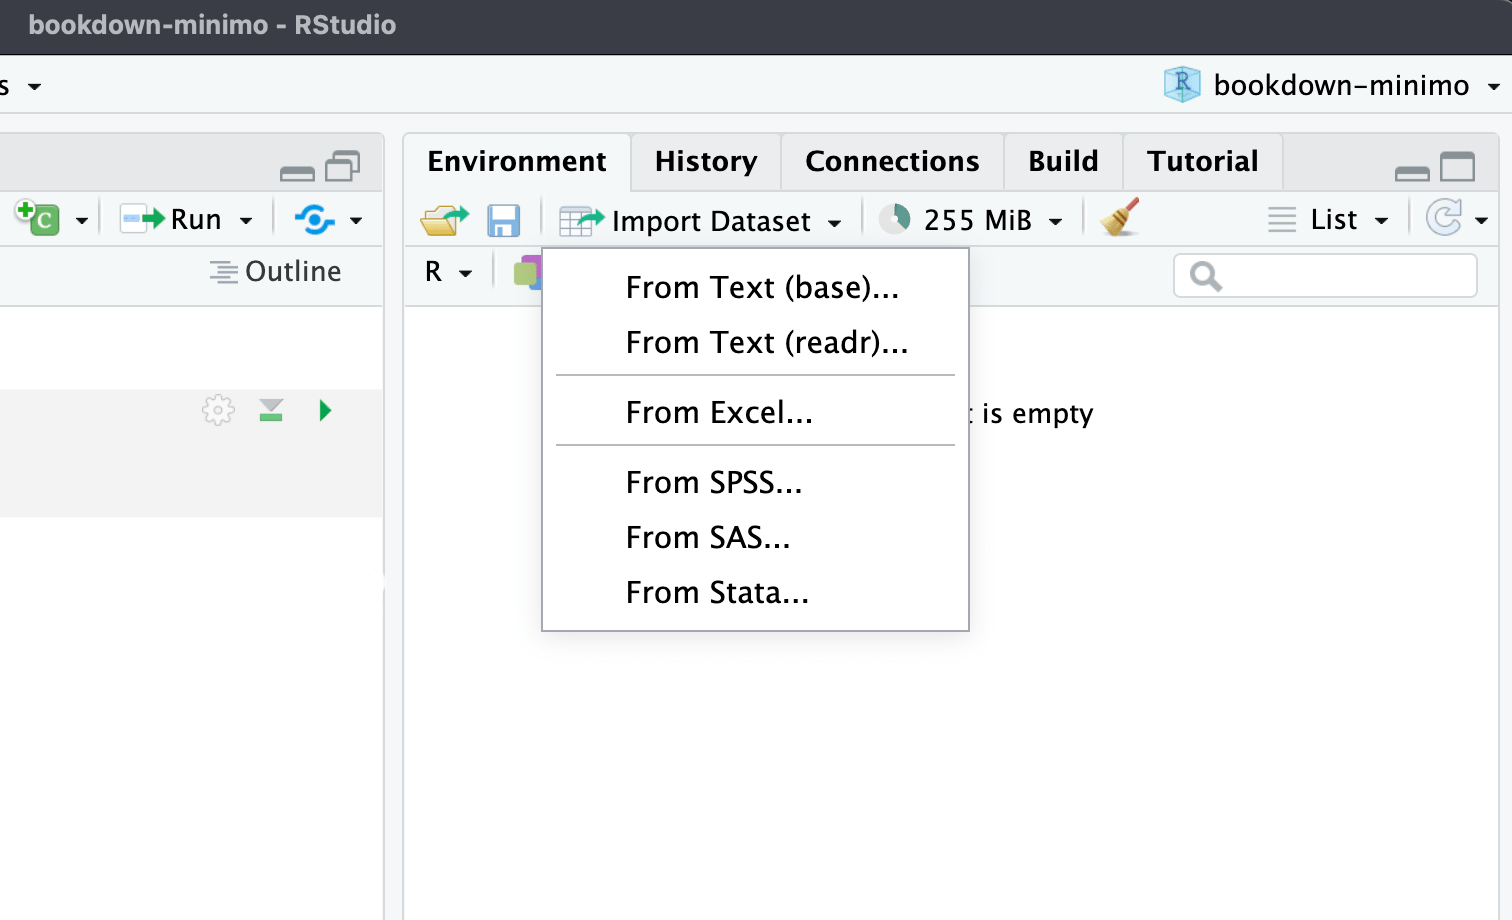 bookdown-minimo - RStudio
s
bookdown-minimo
Environment History Connections Build Tutorial
C Run Import Dataset 255 MiB List
Outline R
From Text (base)...
From Text (readr)...
From Excel... t is empty
From SPSS...
From SAS...
From Stata...